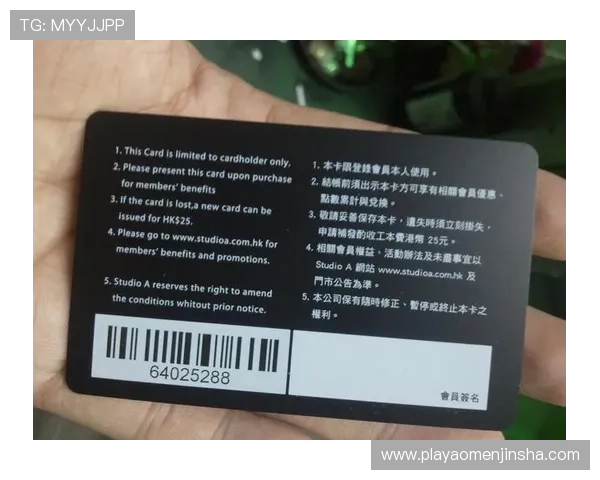 TG: MYYJJPP
1. This Card is limited to cardholder only.
2. Please present this card upon purchase
for members' benefits
3. If the card is lost,a new card can be
issued for HK$25.
4. Please go to www.studioa.com.hk for
members' benefits and promotions.
5. Studio A reserves the right to amend
the conditions whitout prior notice.
1. 本卡限登錄會員本人使用。
2. 結帳前須出示本卡方可享有相關會員優惠、
點數累計與兌換。
3. 敬請妥善保存本卡，遺失時須立刻掛失，
申請補發酌收工本費港幣 25元。
4. 相關會員權益、活動辦法及未盡事宜以
Studio A 網站 www.studioa.com.hk 及
門市公告為準。
5. 本公司保有隨時修正、暫停或終止本卡之
權利。
64025288
會員簽名
www.playaomenjinsha.com